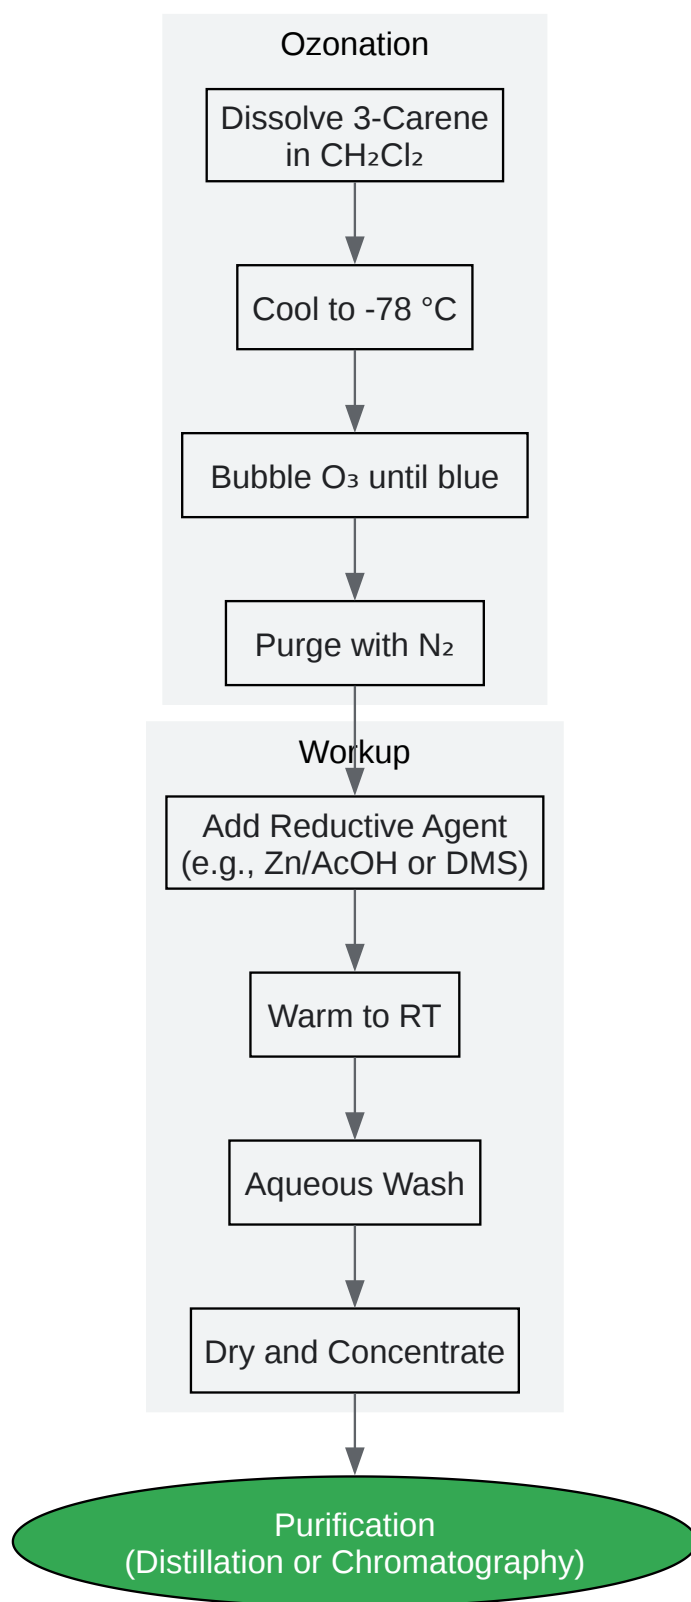 Ozonation
Dissolve 3-Carene
in CH₂Cl₂
Cool to -78 °C
Bubble O₃ until blue
Purge with N₂
Workup
Add Reductive Agent
(e.g., Zn/AcOH or DMS)
Warm to RT
Aqueous Wash
Dry and Concentrate
Purification
(Distillation or Chromatography)